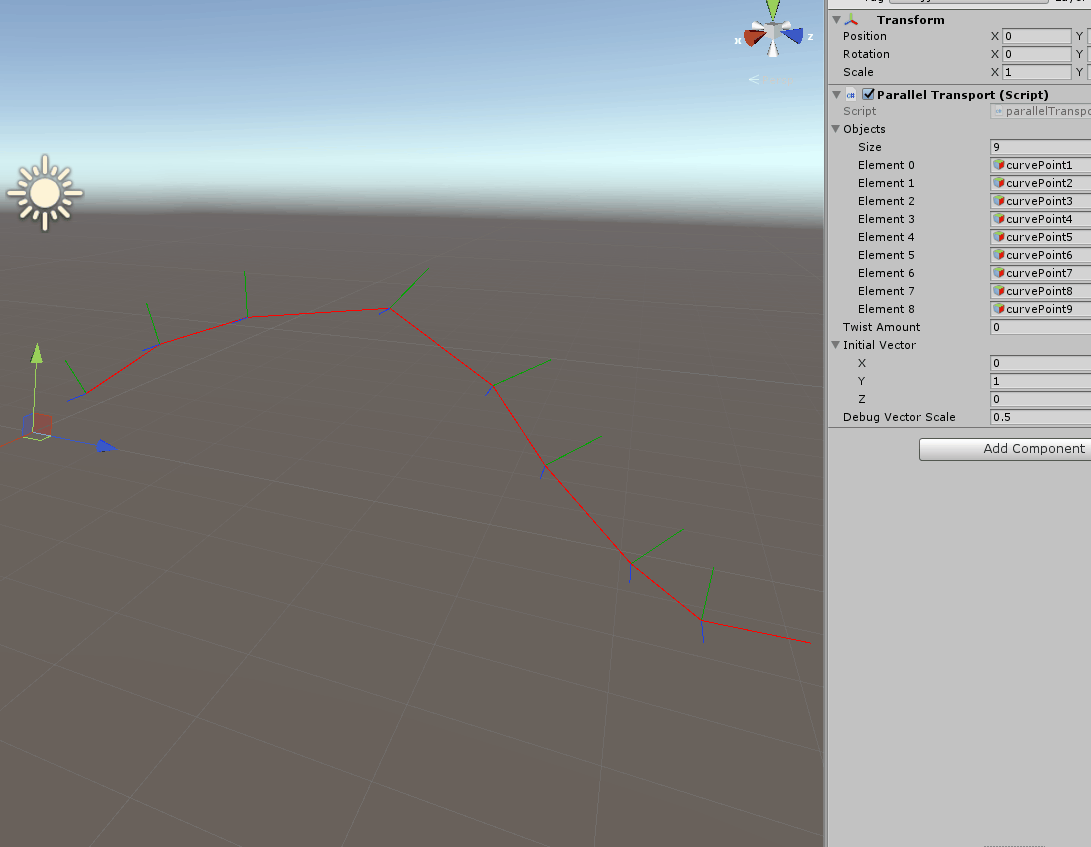 x
z
Transform
Position X 0 Y
Rotation X 0 Y
Scale X 1 Y
Parallel Transport (Script)
Script parallelTranspo
Objects
Size 9
Element 0 curvePoint1
Element 1 curvePoint2
Element 2 curvePoint3
Element 3 curvePoint4
Element 4 curvePoint5
Element 5 curvePoint6
Element 6 curvePoint7
Element 7 curvePoint8
Element 8 curvePoint9
Twist Amount 0
Initial Vector
X 0
Y 1
Z 0
Debug Vector Scale 0.5
Add Component